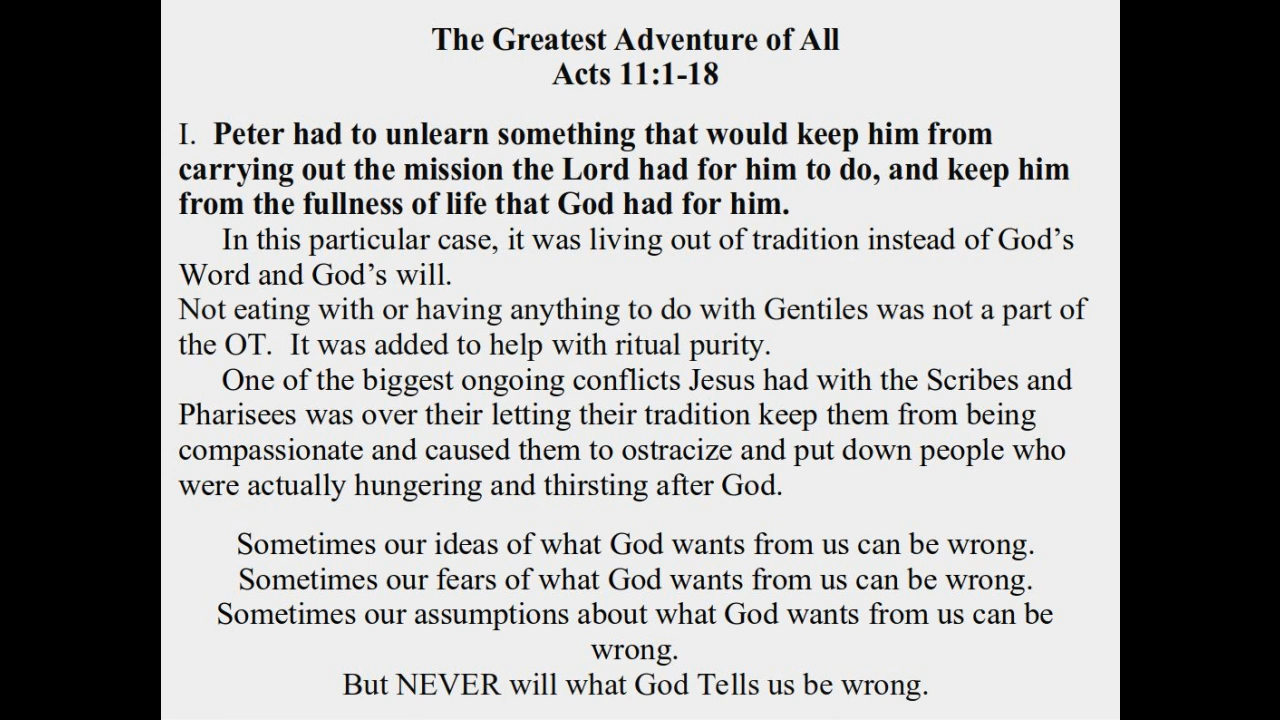 The Greatest Adventure of All
Acts 11:1-18
I.  Peter had to unlearn something that would keep him from
carrying out the mission the Lord had for him to do, and keep him
from the fullness of life that God had for him.
In this particular case, it was living out of tradition instead of God’s
Word and God’s will.
Not eating with or having anything to do with Gentiles was not a part of
the OT.  It was added to help with ritual purity.
One of the biggest ongoing conflicts Jesus had with the Scribes and
Pharisees was over their letting their tradition keep them from being
compassionate and caused them to ostracize and put down people who
were actually hungering and thirsting after God.
Sometimes our ideas of what God wants from us can be wrong.
Sometimes our fears of what God wants from us can be wrong.
Sometimes our assumptions about what God wants from us can be
wrong.
But NEVER will what God Tells us be wrong.